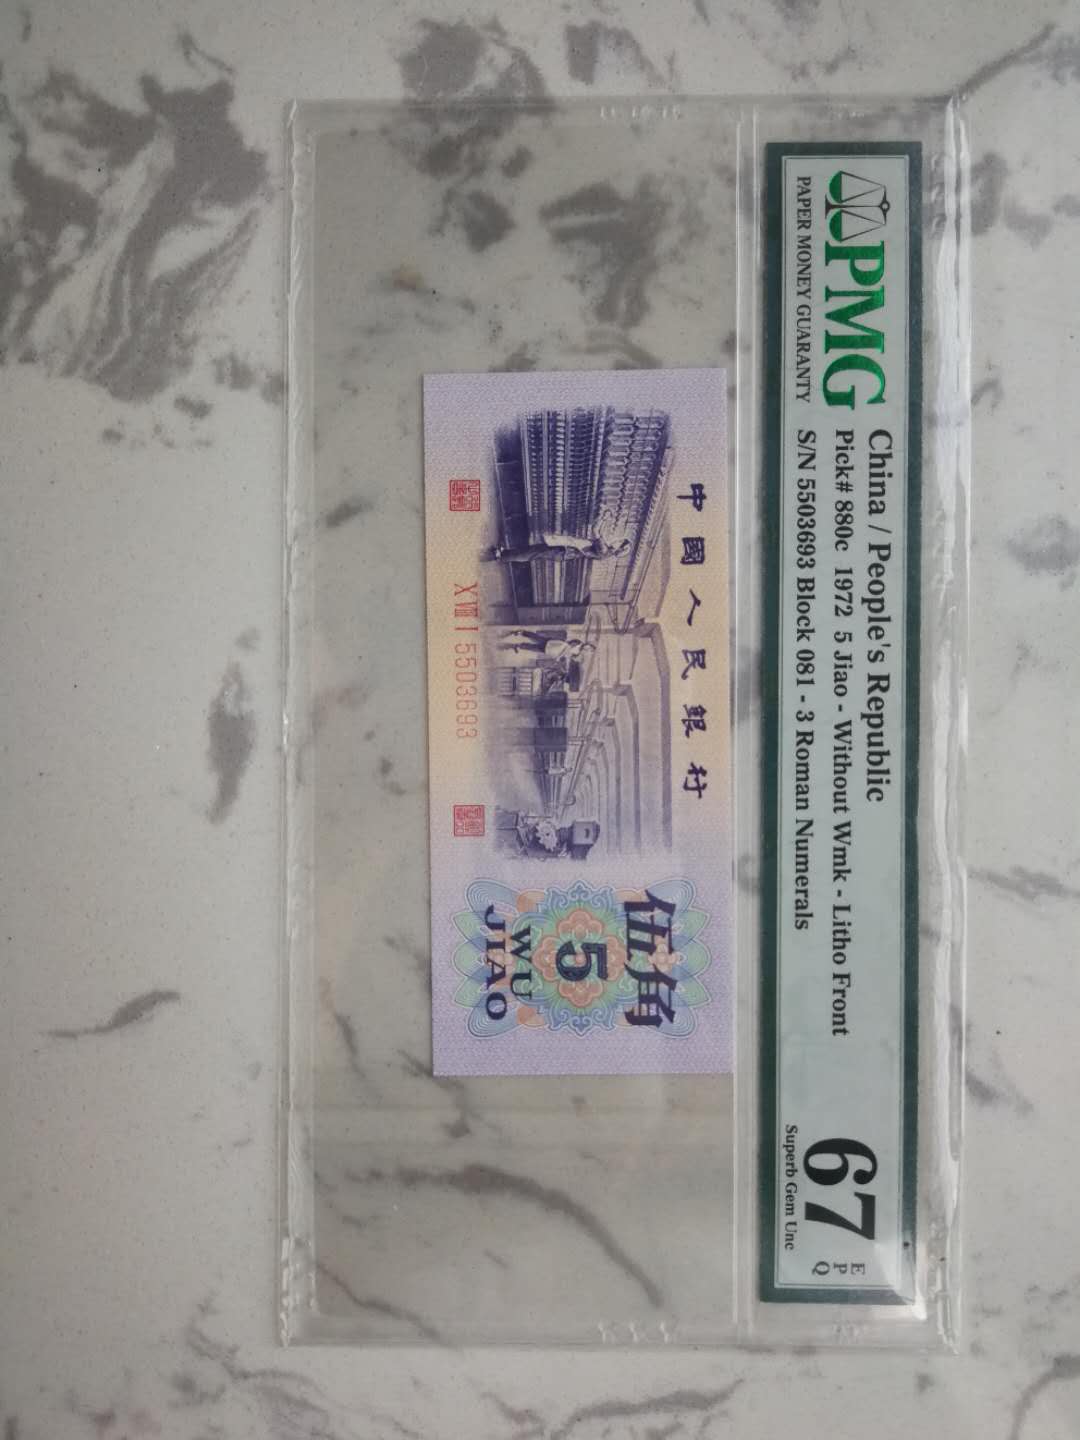 PMG
PAPER MONEY GUARANTY
China / People's Republic
Pick# 880c 1972 5 Jiao - Without Wmk - Litho Front
S/N 5503693 Block 081 - 3 Roman Numerals
67
EPQ
Superb Gem Unc
中國人民銀行
伍角
5
WU
JIAO
X Ⅷ I 5503693